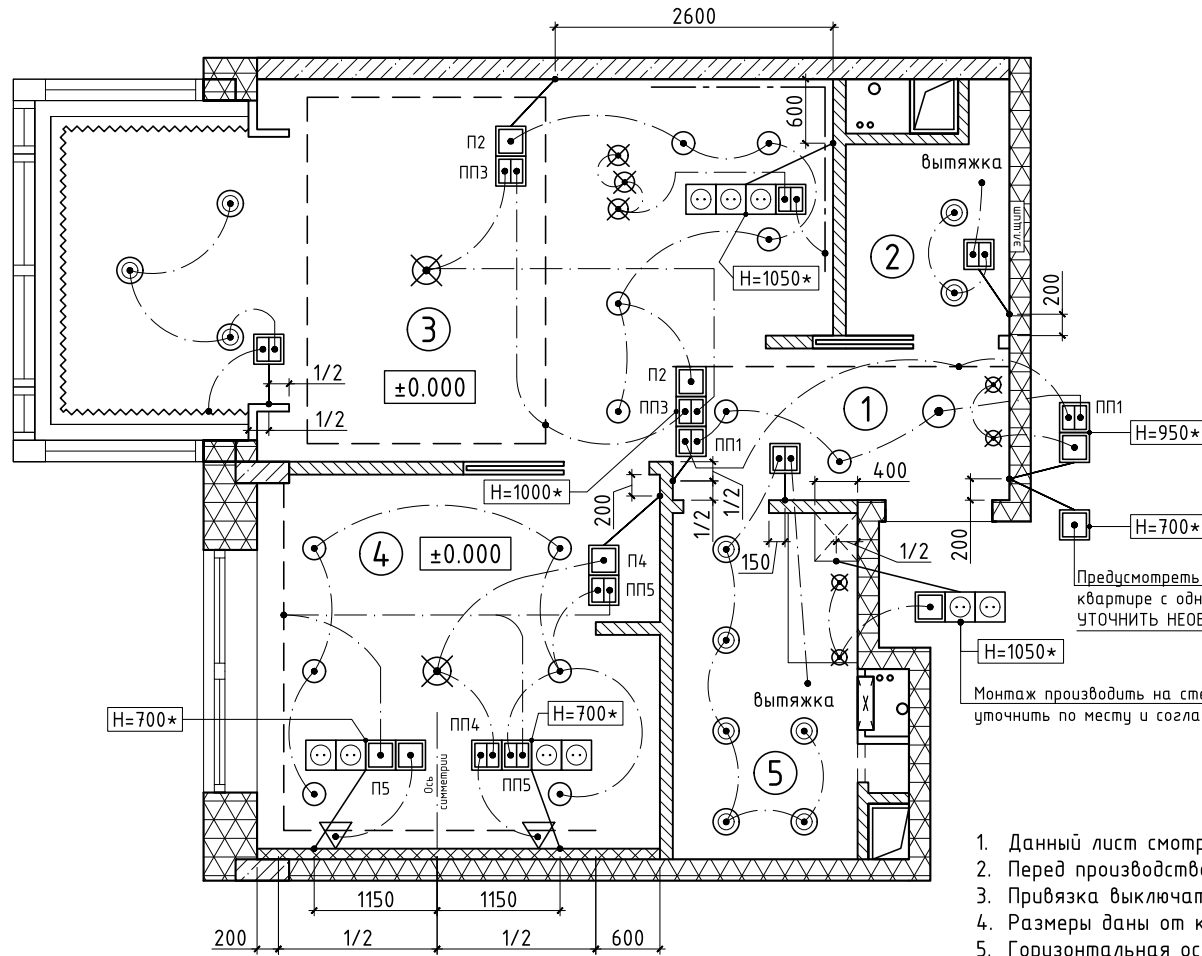 2600
600
П2
ПП3
вытяжка
эл.щит
2
H=1050*
200
3
±0.000
1/2
1/2
П2
ПП3
ПП1
1
ПП1
H=950*
H=1000*
200
1/2
1/2
400
200
H=700*
4
±0.000
150
1/2
П4
ПП5
Предусмотреть
квартире с одн
УТОЧНИТЬ НЕОБ
H=1050*
вытяжка
Монтаж производить на сте
уточнить по месту и согла
H=700*
ПП4
H=700*
П5
Ось
симметрии
ПП5
5
1150
1150
200
1/2
1/2
600
1. Данный лист смотр
2. Перед производство
3. Привязка выключат
4. Размеры даны от к
5. Горизонтальная ос